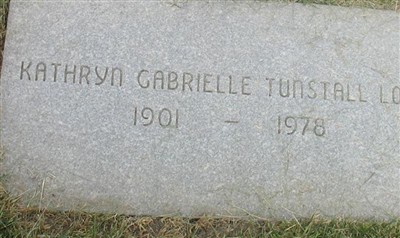 KATHRYN GABRIELLE TUNSTALL LO
1901 – 1978